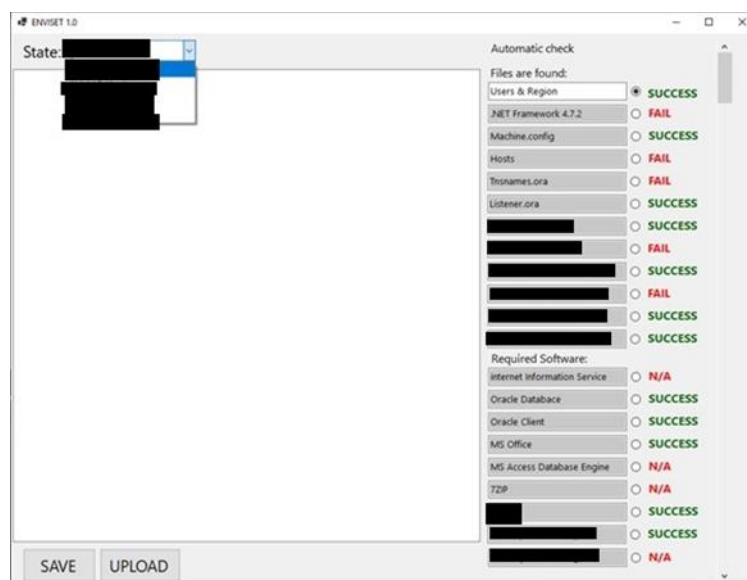 ENVISET 1.0
State:
Automatic check
Files are found:
Users & Region SUCCESS
.NET Framework 4.7.2 FAIL
Machine.config SUCCESS
Hosts FAIL
Tnsnames.ora FAIL
Listener.ora SUCCESS
SUCCESS
FAIL
SUCCESS
FAIL
SUCCESS
SUCCESS
Required Software:
internet Information Service N/A
Oracle Databace SUCCESS
Oracle Client SUCCESS
MS Office SUCCESS
MS Access Database Engine N/A
7ZIP N/A
SUCCESS
SUCCESS
N/A
SAVE UPLOAD